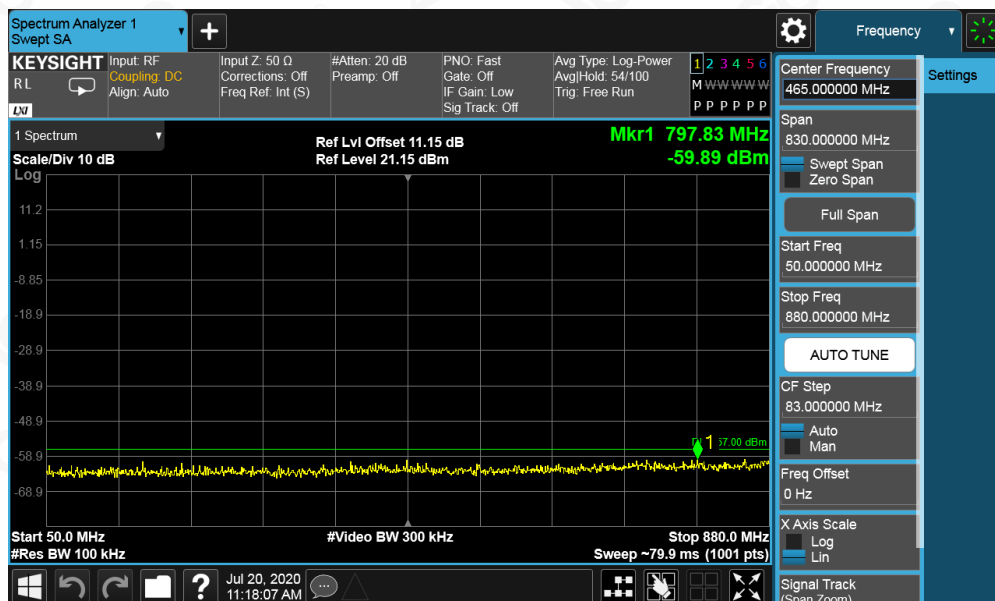 Spectrum Analyzer 1
Swept SA
Frequency
KEYSIGHT
R L
LXI
Input: RF
Coupling: DC
Align: Auto
Input Z: 50 Ω
Corrections: Off
Freq Ref: Int (S)
#Atten: 20 dB
Preamp: Off
PNO: Fast
Gate: Off
IF Gain: Low
Sig Track: Off
Avg Type: Log-Power
Avg|Hold: 54/100
Trig: Free Run
1 2 3 4 5 6
M W W W W W
P P P P P P
1 Spectrum
Scale/Div 10 dB
Log
Ref Lvl Offset 11.15 dB
Ref Level 21.15 dBm
Mkr1 797.83 MHz
-59.89 dBm
11.2
1.15
-8.85
-18.9
-28.9
-38.9
-48.9
-58.9
-68.9
1
57.00 dBm
Start 50.0 MHz
#Res BW 100 kHz
#Video BW 300 kHz
Stop 880.0 MHz
Sweep ~79.9 ms (1001 pts)
?
Jul 20, 2020
11:18:07 AM
Center Frequency
465.000000 MHz
Span
830.000000 MHz
Swept Span
Zero Span
Full Span
Start Freq
50.000000 MHz
Stop Freq
880.000000 MHz
AUTO TUNE
CF Step
83.000000 MHz
Auto
Man
Freq Offset
0 Hz
X Axis Scale
Log
Lin
Signal Track
(Span Zoom)
Settings